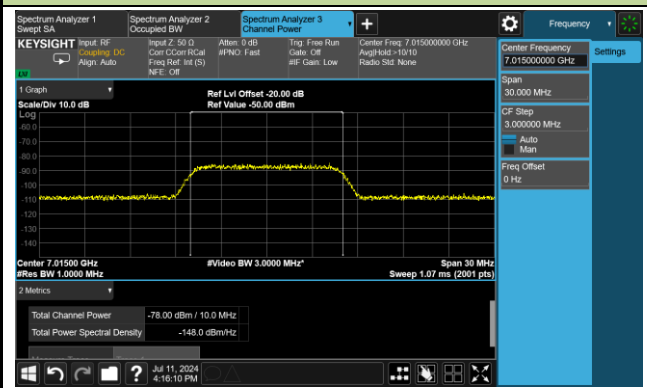 Spectrum Analyzer 1
Swept SA
Spectrum Analyzer 2
Occupied BW
Spectrum Analyzer 3
Channel Power
Frequency
KEYSIGHT
Input: RF
Coupling: DC
Align: Auto
Input Z: 50 Ω
Corr CCorr RCal
Freq Ref: Int (S)
NFE: Off
Atten: 0 dB
#PNO: Fast
Trig: Free Run
Gate: Off
#IF Gain: Low
Center Freq: 7.015000000 GHz
Avg|Hold:>10/10
Radio Std: None
Center Frequency
7.015000000 GHz
Settings
Span
30.000 MHz
CF Step
3.000000 MHz
Auto
Man
Freq Offset
0 Hz
1 Graph
Scale/Div 10.0 dB
Ref Lvl Offset -20.00 dB
Ref Value -50.00 dBm
Log
-60.0
-70.0
-80.0
-90.0
-100
-110
-120
-130
-140
Center 7.01500 GHz
#Res BW 1.0000 MHz
#Video BW 3.0000 MHz*
Span 30 MHz
Sweep 1.07 ms (2001 pts)
2 Metrics
Total Channel Power -78.00 dBm / 10.0 MHz
Total Power Spectral Density -148.0 dBm/Hz
Jul 11, 2024
4:16:10 PM